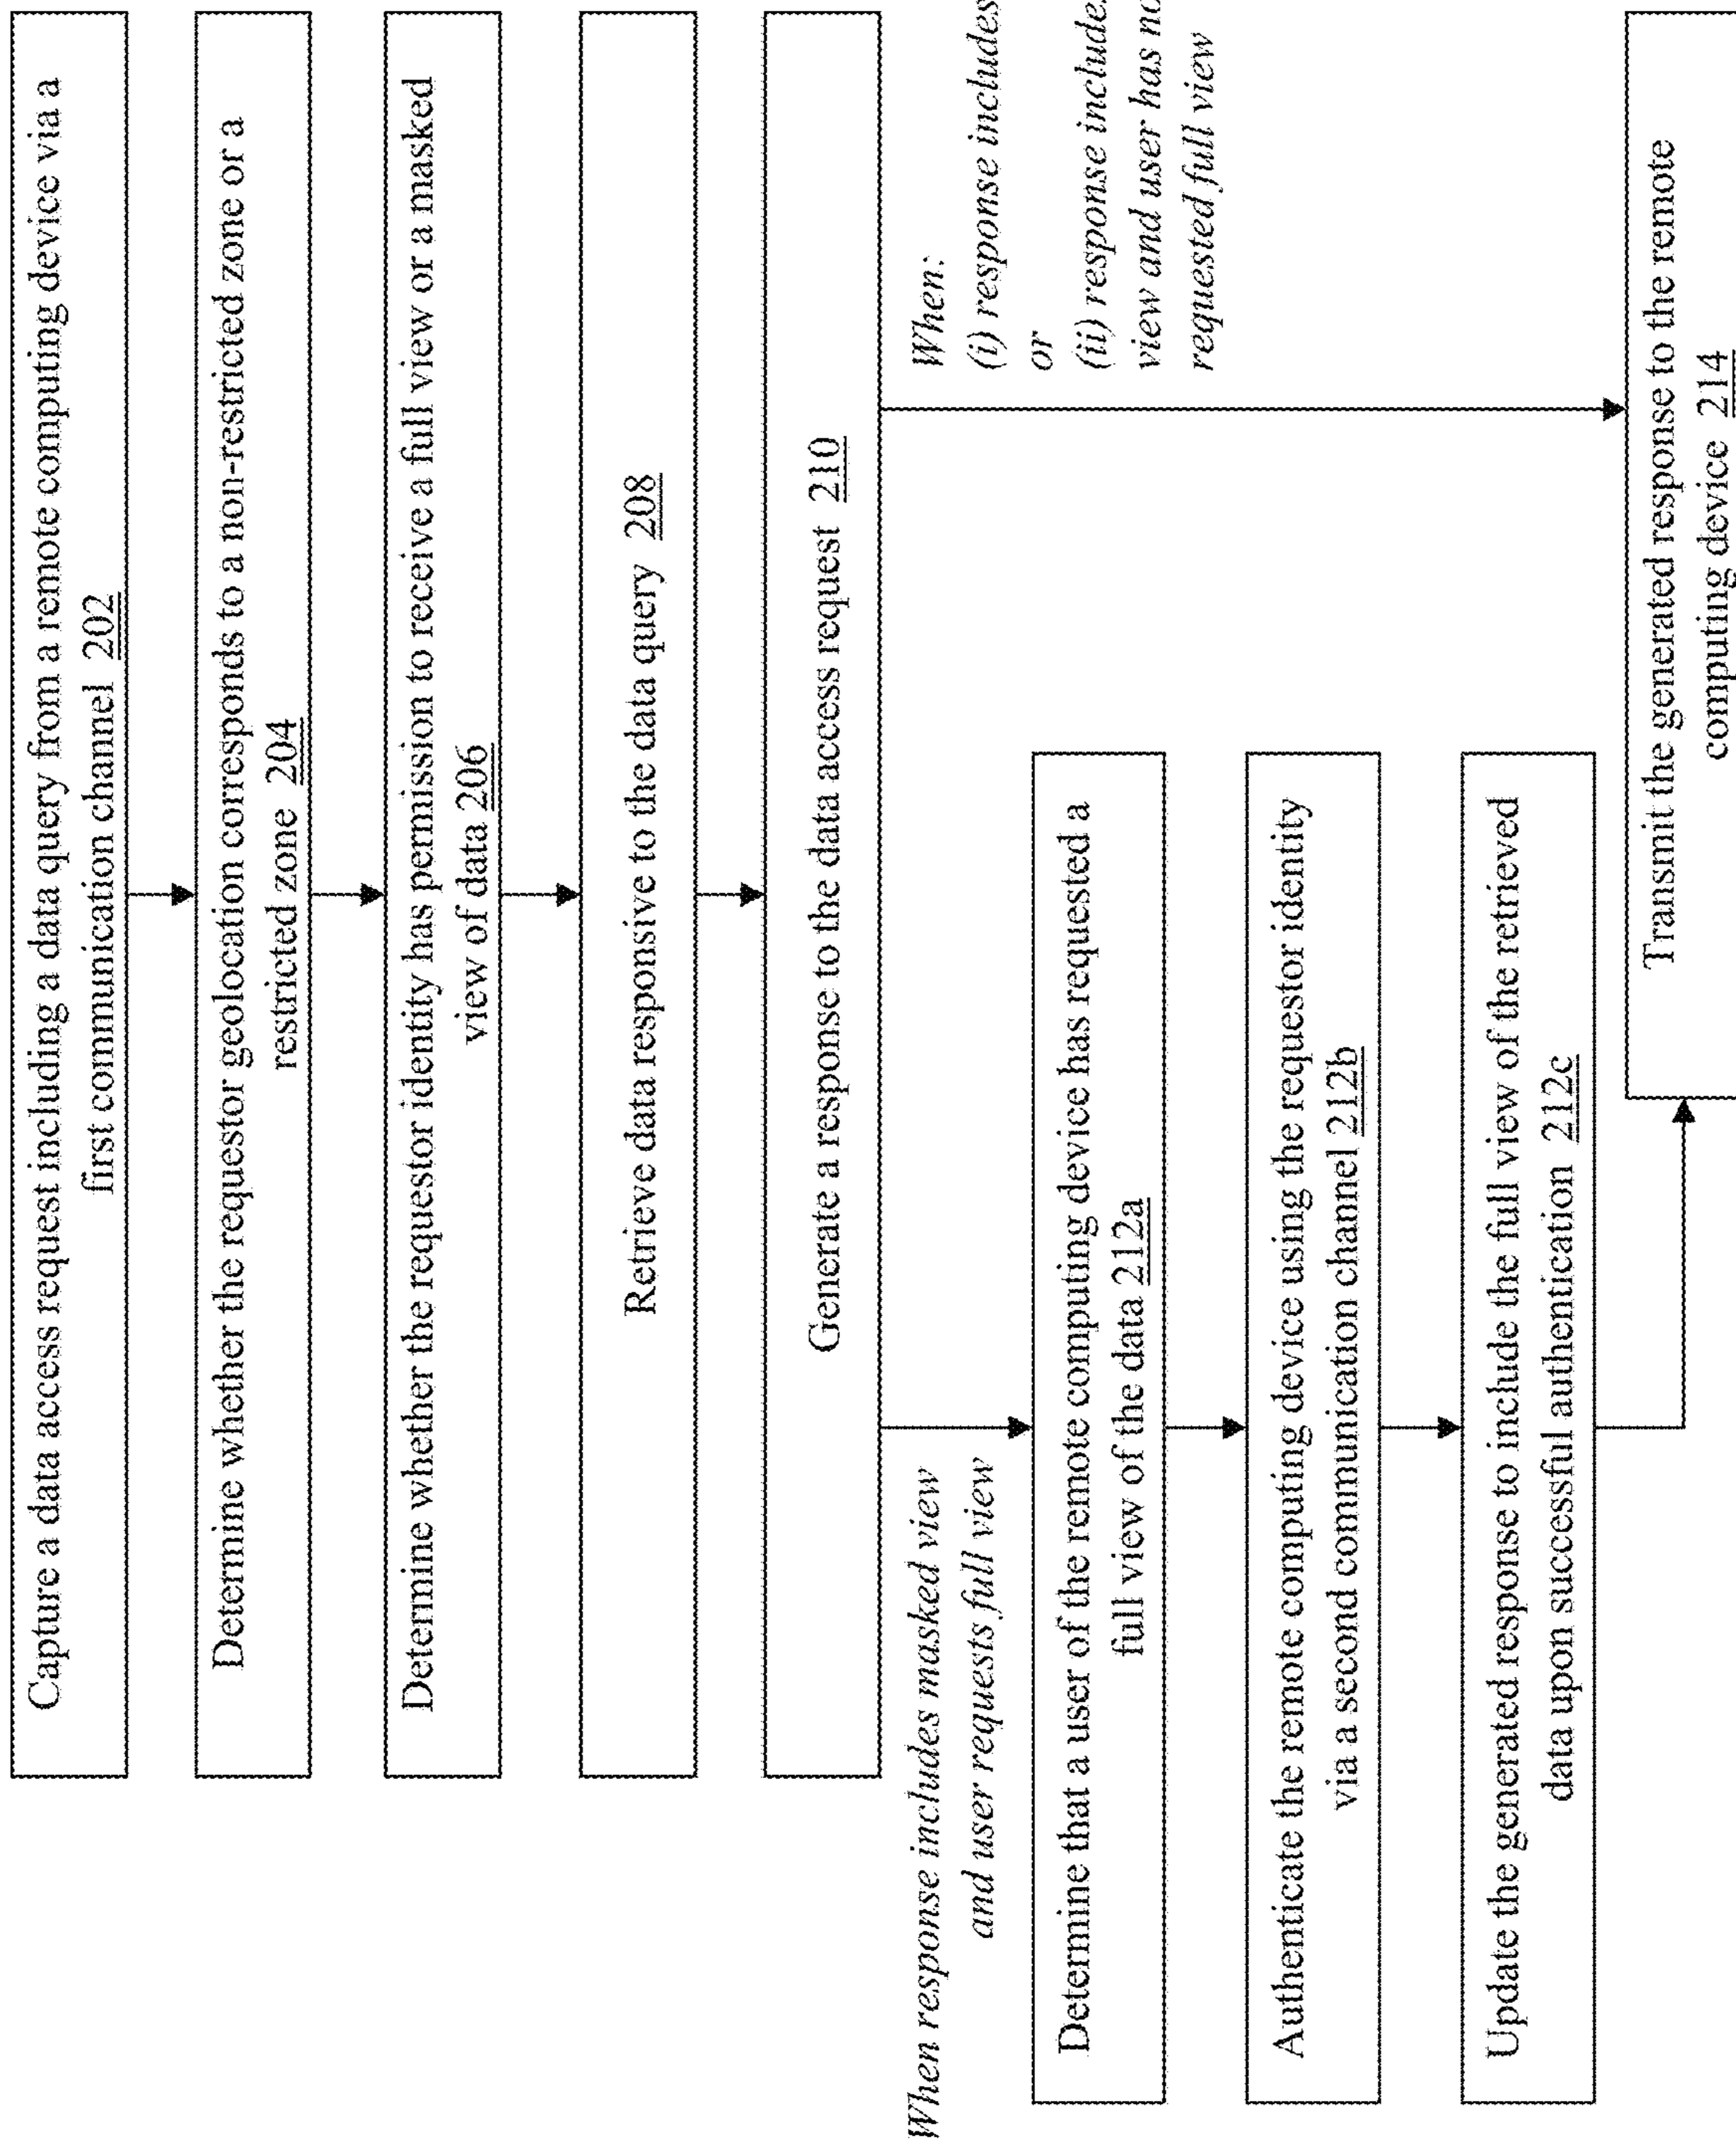 Capture a data access request including a data query from a remote computing device via a
first communication channel 202
Determine whether the requestor geolocation corresponds to a non-restricted zone or a
restricted zone 204
Determine whether the requestor identity has permission to receive a full view or a masked
view of data 206
Retrieve data responsive to the data query 208
Generate a response to the data access request 210
When response includes masked view
and user requests full view
When:
(i) response includes
or
(ii) response include
view and user has no
requested full view
Determine that a user of the remote computing device has requested a
full view of the data 212a
Authenticate the remote computing device using the requestor identity
via a second communication channel 212b
Update the generated response to include the full view of the retrieved
data upon successful authentication 212c
Transmit the generated response to the remote
computing device 214